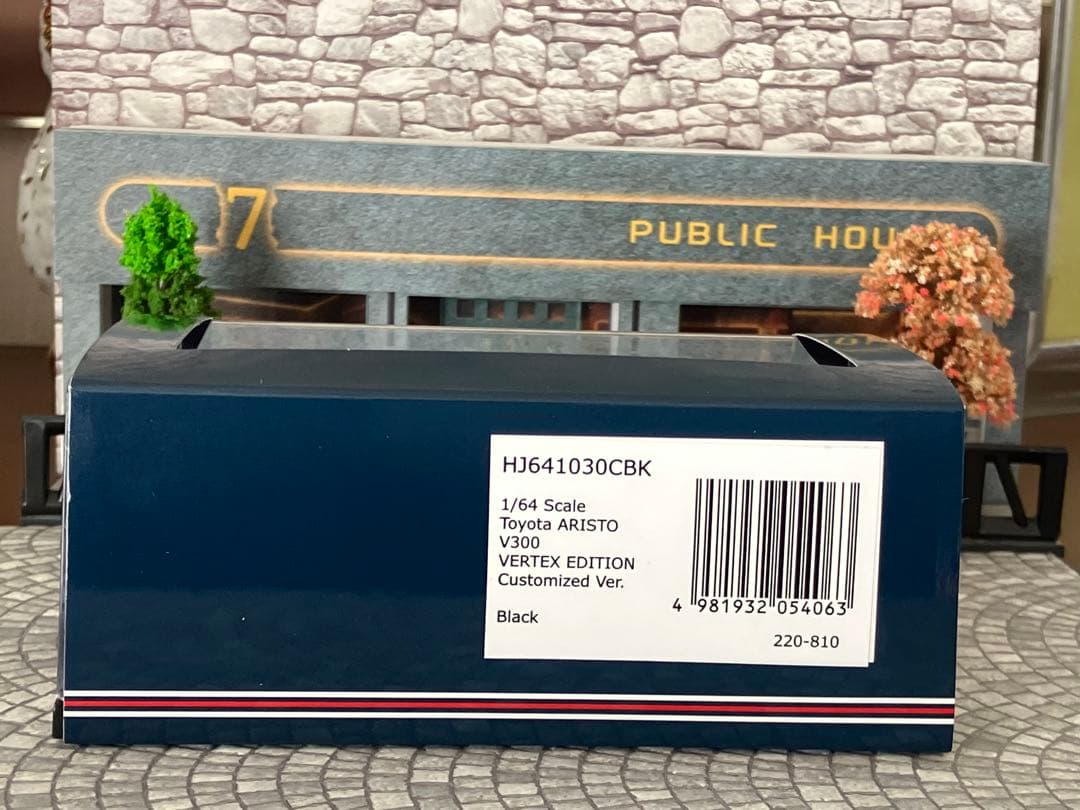 7
PUBLIC HOU
HJ641030CBK
1/64 Scale
Toyota ARISTO
V300
VERTEX EDITION
Customized Ver.
Black
4 981932 054063
220-810